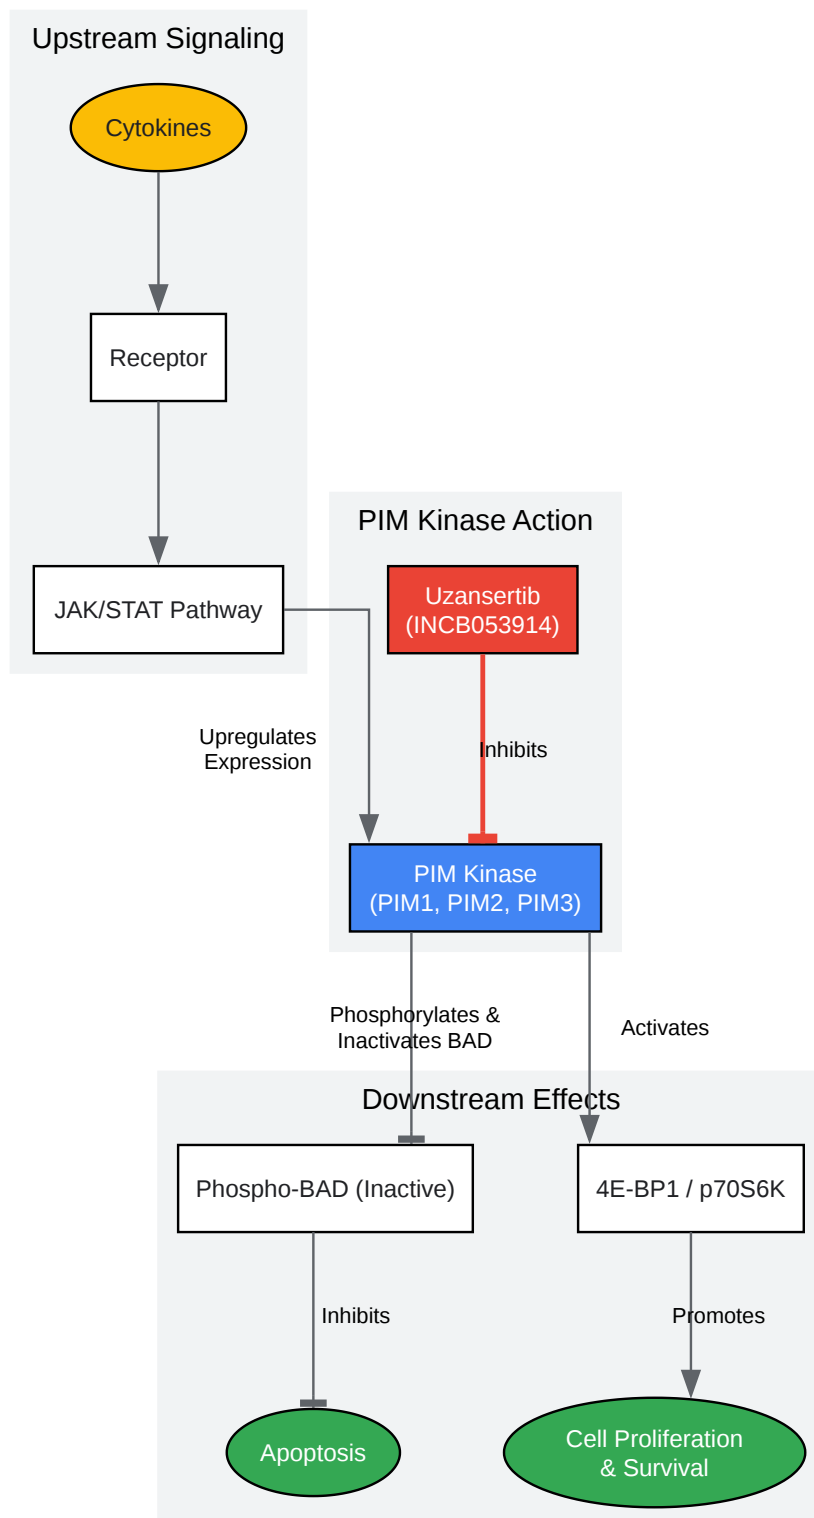 Upstream Signaling
Cytokines
Receptor
JAK/STAT Pathway
PIM Kinase Action
Uzansertib
(INCB053914)
Upregulates
Expression
Inhibits
PIM Kinase
(PIM1, PIM2, PIM3)
Phosphorylates &
Inactivates BAD
Activates
Downstream Effects
Phospho-BAD (Inactive)
4E-BP1 / p70S6K
Inhibits
Promotes
Apoptosis
Cell Proliferation
& Survival